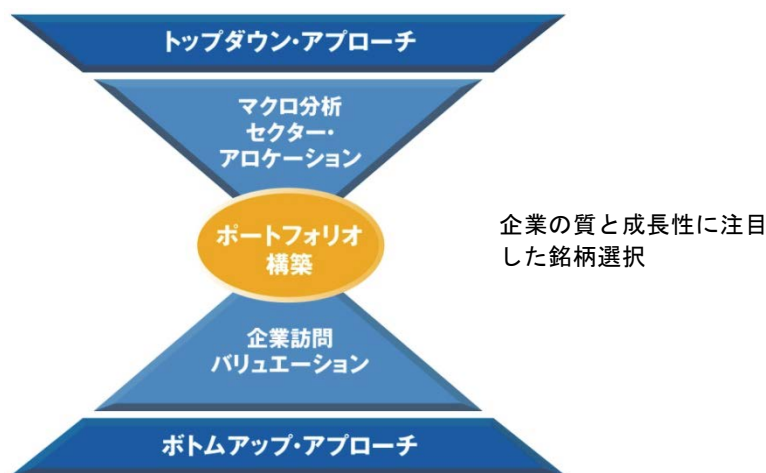 トップダウン・アプローチ
マクロ分析
セクター・
アロケーション
ポートフォリオ
構築
企業の質と成長性に注目
した銘柄選択
企業訪問
バリュエーション
ボトムアップ・アプローチ